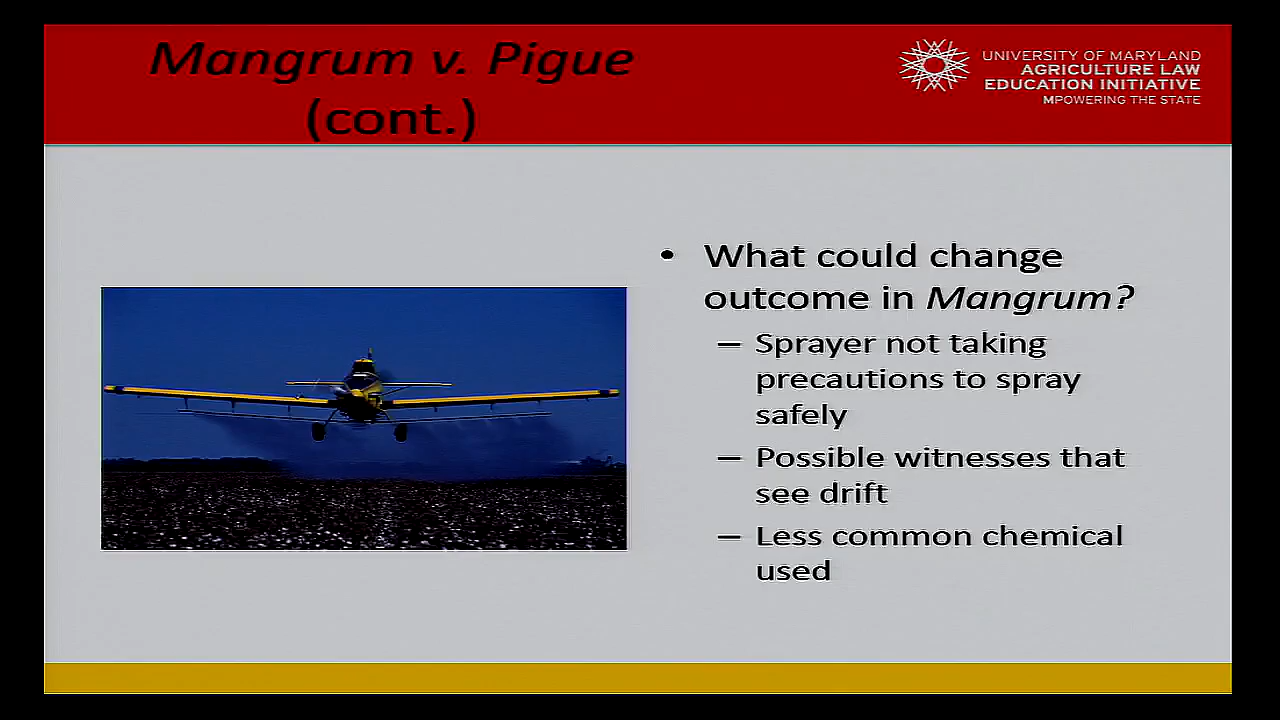 Mangrum v. Pigue
(cont.)
UNIVERSITY OF MARYLAND
AGRICULTURE LAW
EDUCATION INITIATIVE
MPOWERING THE STATE
• What could change
outcome in Mangrum?
– Sprayer not taking
precautions to spray
safely
– Possible witnesses that
see drift
– Less common chemical
used